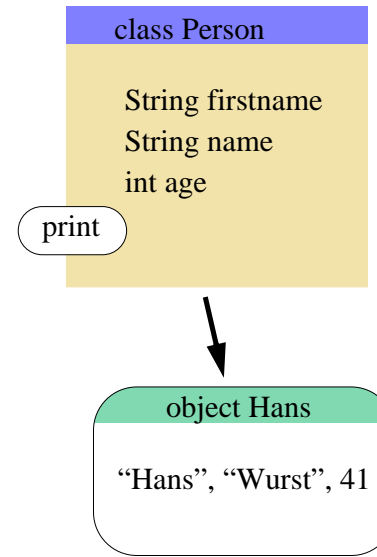 class Person
String firstname
String name
int age
print
object Hans
“Hans”, “Wurst”, 41